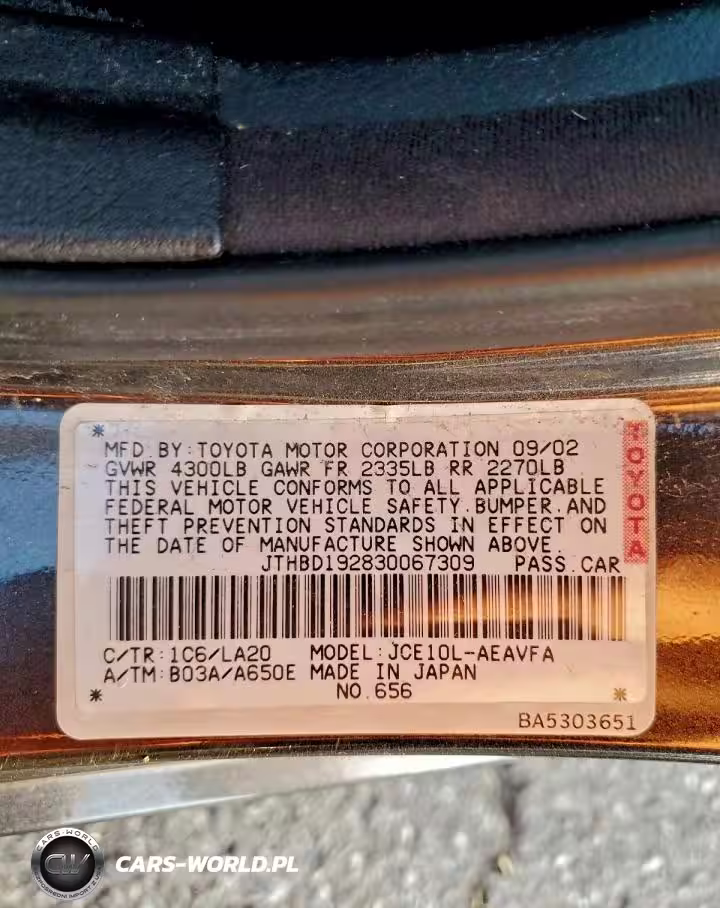 MFD.BY:TOYOTA MOTOR CORPORATION 09/02
GVWR 4300LB GAWR FR 2335LB RR 2270LB
THIS VEHICLE CONFORMS TO ALL APPLICABLE
FEDERAL MOTOR VEHICLE SAFETY.BUMPER.AND
THEFT PREVENTION STANDARDS IN EFFECT ON
THE DATE OF MANUFACTURE SHOWN ABOVE.
JTHBD192830067309 PASS.CAR
C/TR:1C6/LA20 MODEL:JCE10L-AEAVFA
A/TM:B03A/A650E MADE IN JAPAN
NO.656
BA5303651
TOYOTA
CARS-WORLD
CW
CARS-WORLD.PL